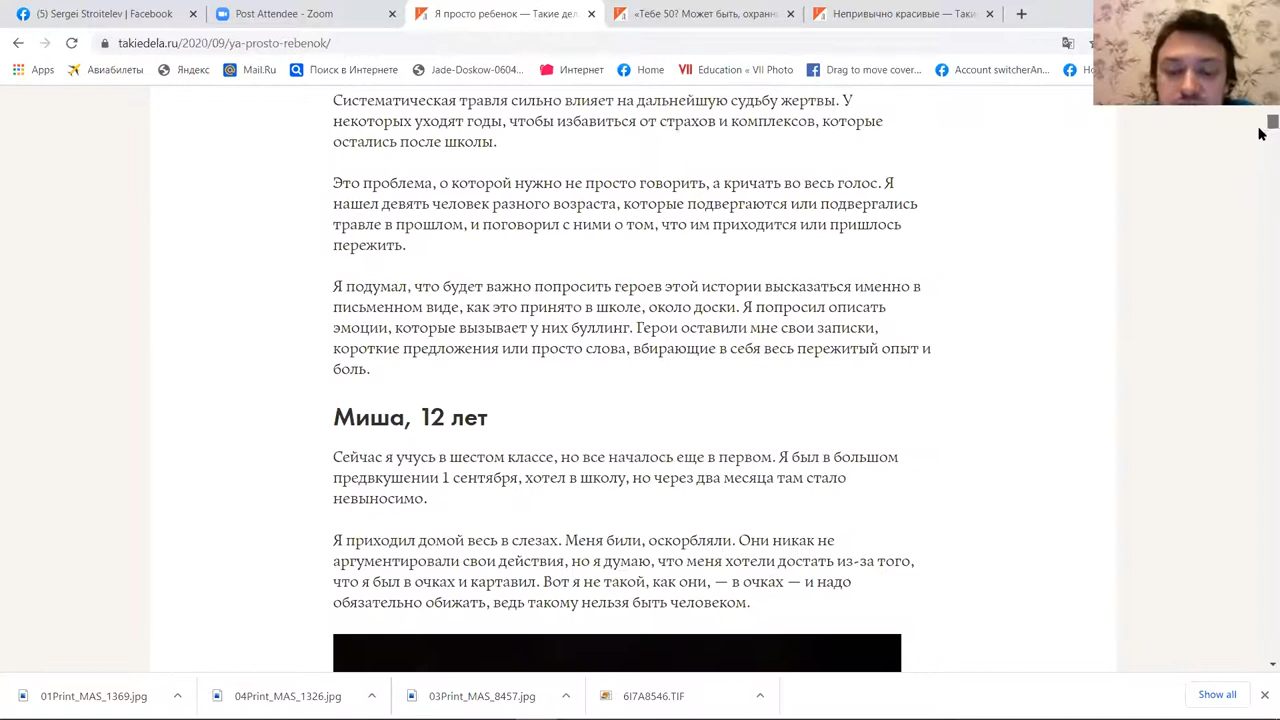 (5) Sergei Stroitelev | Facebook
Post Attendee - Zoom
Я просто ребенок — Такие дел
«Тебе 50? Может быть, охранн
Непривычно красивые — Таки
takiedela.ru/2020/09/ya-prosto-rebenok/
Apps
Авиабилеты
Яндекс
Mail.Ru
Поиск в Интернете
Jade-Doskow-0604...
Интернет
Home
VII Education « VII Photo
Drag to move cover...
Account switcherAn...
Систематическая травля сильно влияет на дальнейшую судьбу жертвы. У
некоторых уходят годы, чтобы избавиться от страхов и комплексов, которые
остались после школы.
Это проблема, о которой нужно не просто говорить, а кричать во весь голос. Я
нашел девять человек разного возраста, которые подвергаются или подвергались
травле в прошлом, и поговорил с ними о том, что им приходится или пришлось
пережить.
Я подумал, что будет важно попросить героев этой истории высказаться именно в
письменном виде, как это принято в школе, около доски. Я попросил описать
эмоции, которые вызывает у них буллинг. Герои оставили мне свои записки,
короткие предложения или просто слова, вбирающие в себя весь пережитый опыт и
боль.
Миша, 12 лет
Сейчас я учусь в шестом классе, но все началось еще в первом. Я был в большом
предвкушении 1 сентября, хотел в школу, но через два месяца там стало
невыносимо.
Я приходил домой весь в слезах. Меня били, оскорбляли. Они никак не
аргументировали свои действия, но я думаю, что меня хотели достать из-за того,
что я был в очках и картавил. Вот я не такой, как они, — в очках — и надо
обязательно обижать, ведь такому нельзя быть человеком.
01Print_MAS_1369.jpg
04Print_MAS_1326.jpg
03Print_MAS_8457.jpg
6I7A8546.TIF
Show all